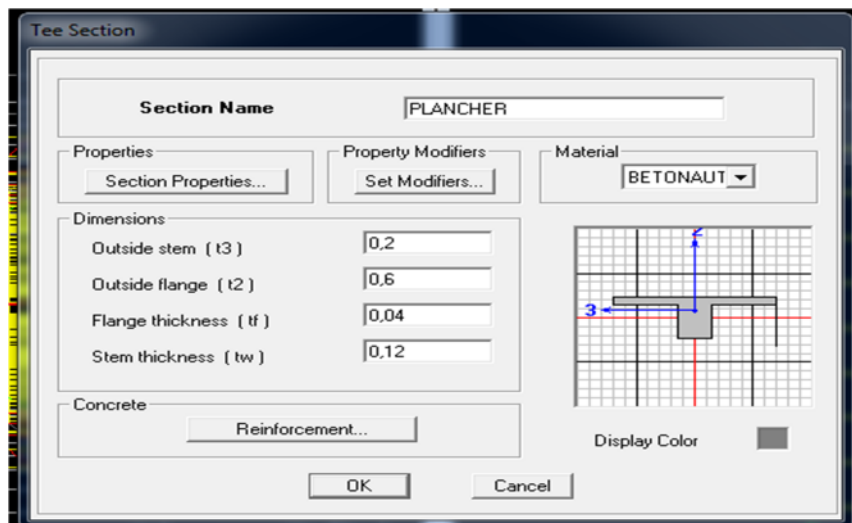 Tee Section
Section Name PLANCHER
Properties Property Modifiers Material
Section Properties... Set Modifiers... BETONAUT
Dimensions
Outside stem ( t3 ) 0,2
Outside flange ( t2 ) 0,6
Flange thickness ( tf ) 0,04
Stem thickness ( tw ) 0,12
2
3
Concrete
Reinforcement...
Display Color
OK Cancel